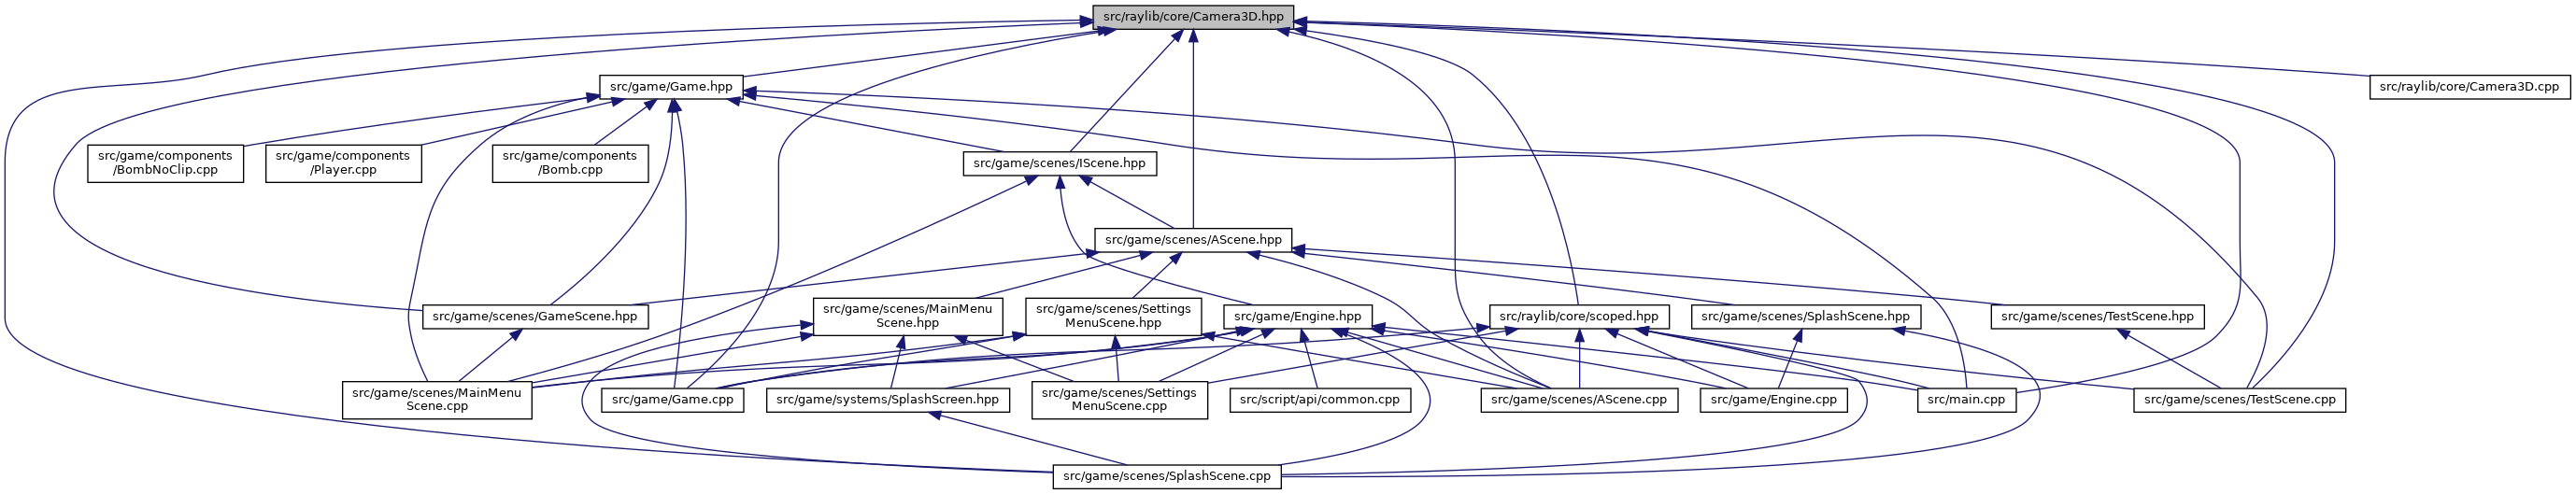 src/raylib/core/Camera3D.hpp
src/game/Game.hpp
src/raylib/core/Camera3D.cpp
src/game/components
/BombNoClip.cpp
src/game/components
/Player.cpp
src/game/components
/Bomb.cpp
src/game/scenes/IScene.hpp
src/game/scenes/AScene.hpp
src/game/scenes/GameScene.hpp
src/game/scenes/MainMenu
Scene.hpp
src/game/scenes/Settings
MenuScene.hpp
src/game/Engine.hpp
src/raylib/core/scoped.hpp
src/game/scenes/SplashScene.hpp
src/game/scenes/TestScene.hpp
src/game/scenes/MainMenu
Scene.cpp
src/game/Game.cpp
src/game/systems/SplashScreen.hpp
src/game/scenes/Settings
MenuScene.cpp
src/script/api/common.cpp
src/game/scenes/AScene.cpp
src/game/Engine.cpp
src/main.cpp
src/game/scenes/TestScene.cpp
src/game/scenes/SplashScene.cpp